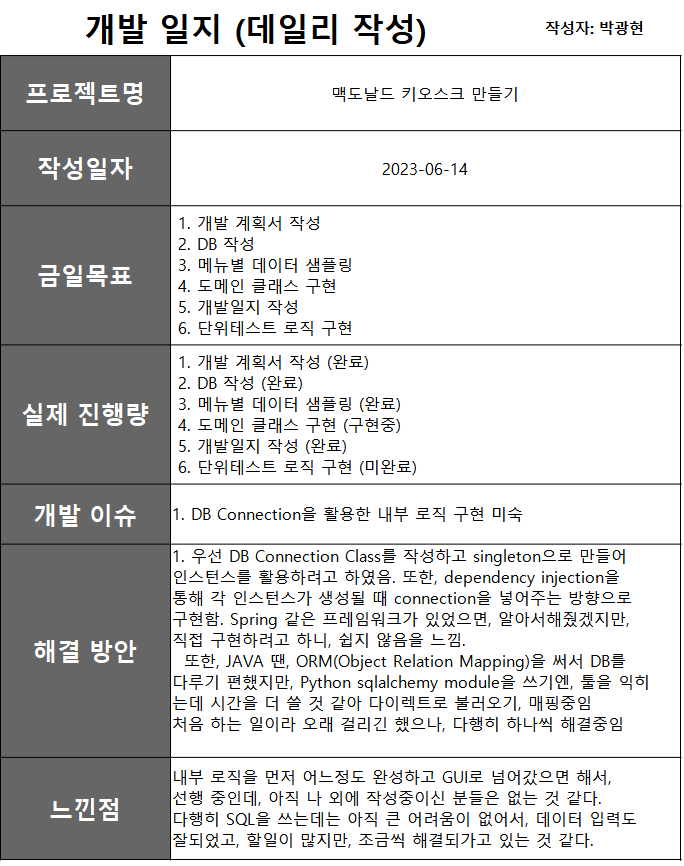 개발 일지 (데일리 작성)
작성자: 박광현
프로젝트명
맥도날드 키오스크 만들기
작성일자
2023-06-14
금일목표
1. 개발 계획서 작성
2. DB 작성
3. 메뉴별 데이터 샘플링
4. 도메인 클래스 구현
5. 개발일지 작성
6. 단위테스트 로직 구현
실제 진행량
1. 개발 계획서 작성 (완료)
2. DB 작성 (완료)
3. 메뉴별 데이터 샘플링 (완료)
4. 도메인 클래스 구현 (구현중)
5. 개발일지 작성 (완료)
6. 단위테스트 로직 구현 (미완료)
개발 이슈
1. DB Connection을 활용한 내부 로직 구현 미숙
해결 방안
1. 우선 DB Connection Class를 작성하고 singleton으로 만들어
인스턴스를 활용하려고 하였음. 또한, dependency injection을
통해 각 인스턴스가 생성될 때 connection을 넣어주는 방향으로
구현함. Spring 같은 프레임워크가 있었으면, 알아서해줬겠지만,
직접 구현하려고 하니, 쉽지 않음을 느낌.
또한, JAVA 땐, ORM(Object Relation Mapping)을 써서 DB를
다루기 편했지만, Python sqlalchemy module을 쓰기엔, 툴을 익히
는데 시간을 더 쓸 것 같아 다이렉트로 불러오기, 매핑중임
처음 하는 일이라 오래 걸리긴 했으나, 다행히 하나씩 해결중임
느낀점
내부 로직을 먼저 어느정도 완성하고 GUI로 넘어갔으면 해서,
선행 중인데, 아직 나 외에 작성중이신 분들은 없는 것 같다.
다행히 SQL을 쓰는데는 아직 큰 어려움이 없어서, 데이터 입력도
잘되었고, 할일이 많지만, 조금씩 해결되가고 있는 것 같다.